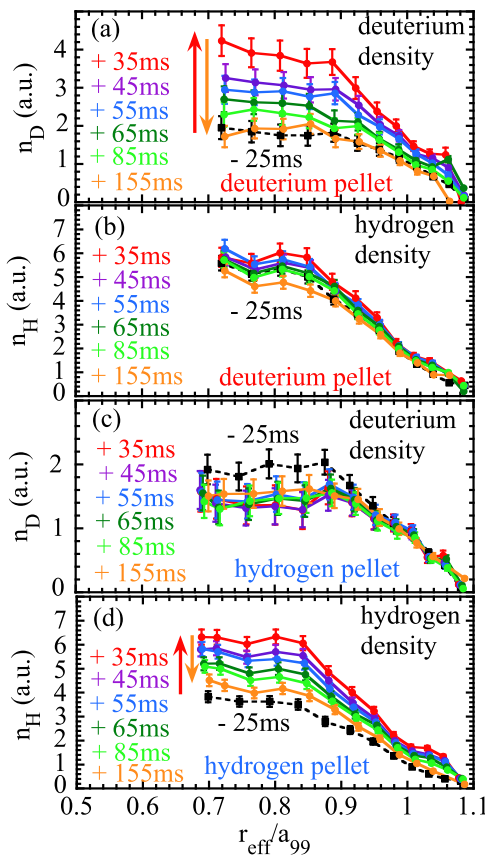 (a) deuterium
density
+ 35ms
+ 45ms
+ 55ms
+ 65ms
+ 85ms
+ 155ms
- 25ms
deuterium pellet
n_D (a.u.)
4
3
2
1
0
(b) hydrogen
density
+ 35ms
+ 45ms
+ 55ms
+ 65ms
+ 85ms
+ 155ms
- 25ms
deuterium pellet
n_H (a.u.)
7
6
5
4
3
2
1
0
(c) deuterium
density
- 25ms
+ 35ms
+ 45ms
+ 55ms
+ 65ms
+ 85ms
+ 155ms
hydrogen pellet
n_D (a.u.)
2
1
0
(d) hydrogen
density
+ 35ms
+ 45ms
+ 55ms
+ 65ms
+ 85ms
+ 155ms
- 25ms
hydrogen pellet
n_H (a.u.)
7
6
5
4
3
2
1
0
0.5 0.6 0.7 0.8 0.9 1 1.1
r_eff/a_99